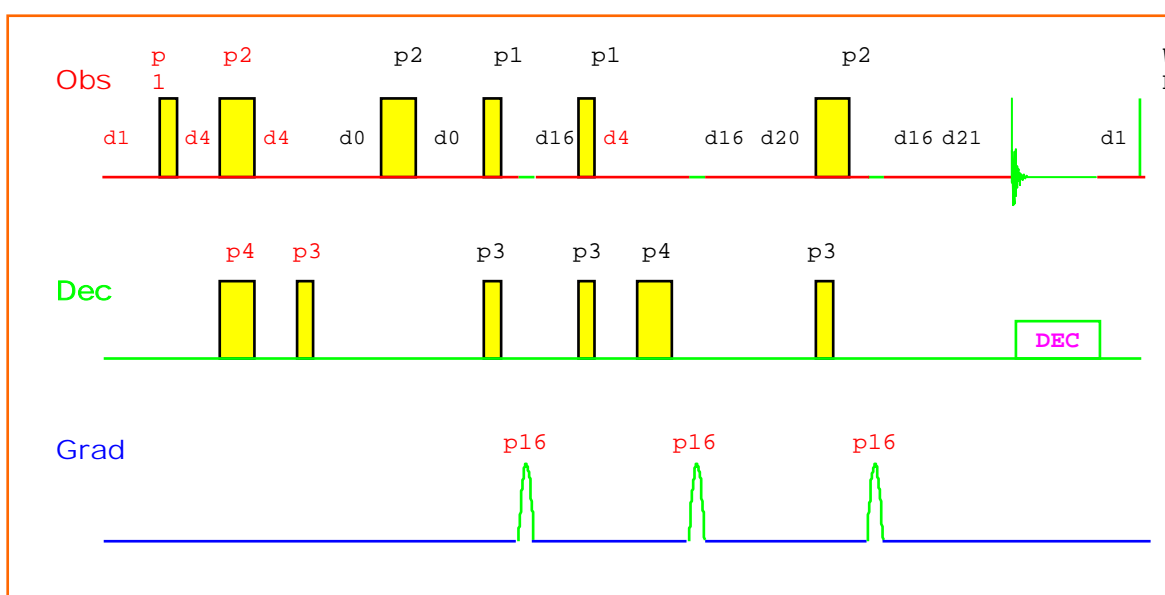 p p2 p2 p1 p1 p2
Obs 1
d1 d4 d4 d0 d0 d16 d4 d16 d20 d16 d21 d1
p4 p3 p3 p3 p4 p3
Dec
DEC
p16 p16 p16
Grad